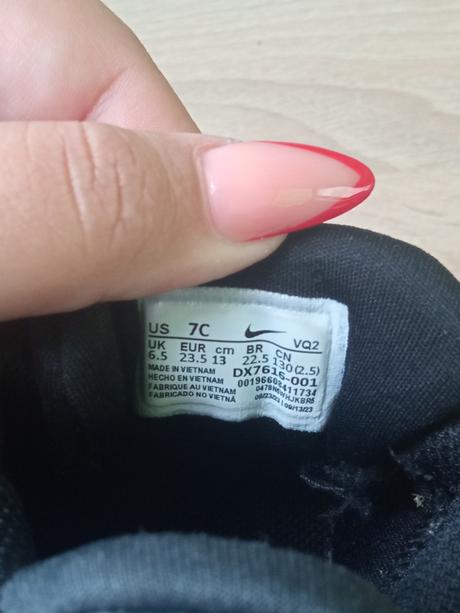 US 7C VQ2
UK EUR cm BR CN
6.5 23.5 13 22.5 130(2.5)
MADE IN VIETNAM DX7616-001
HECHO EN VIETNAM
FABRIQUE AU VIETNAM
FABRICADO NO VIETNÃ